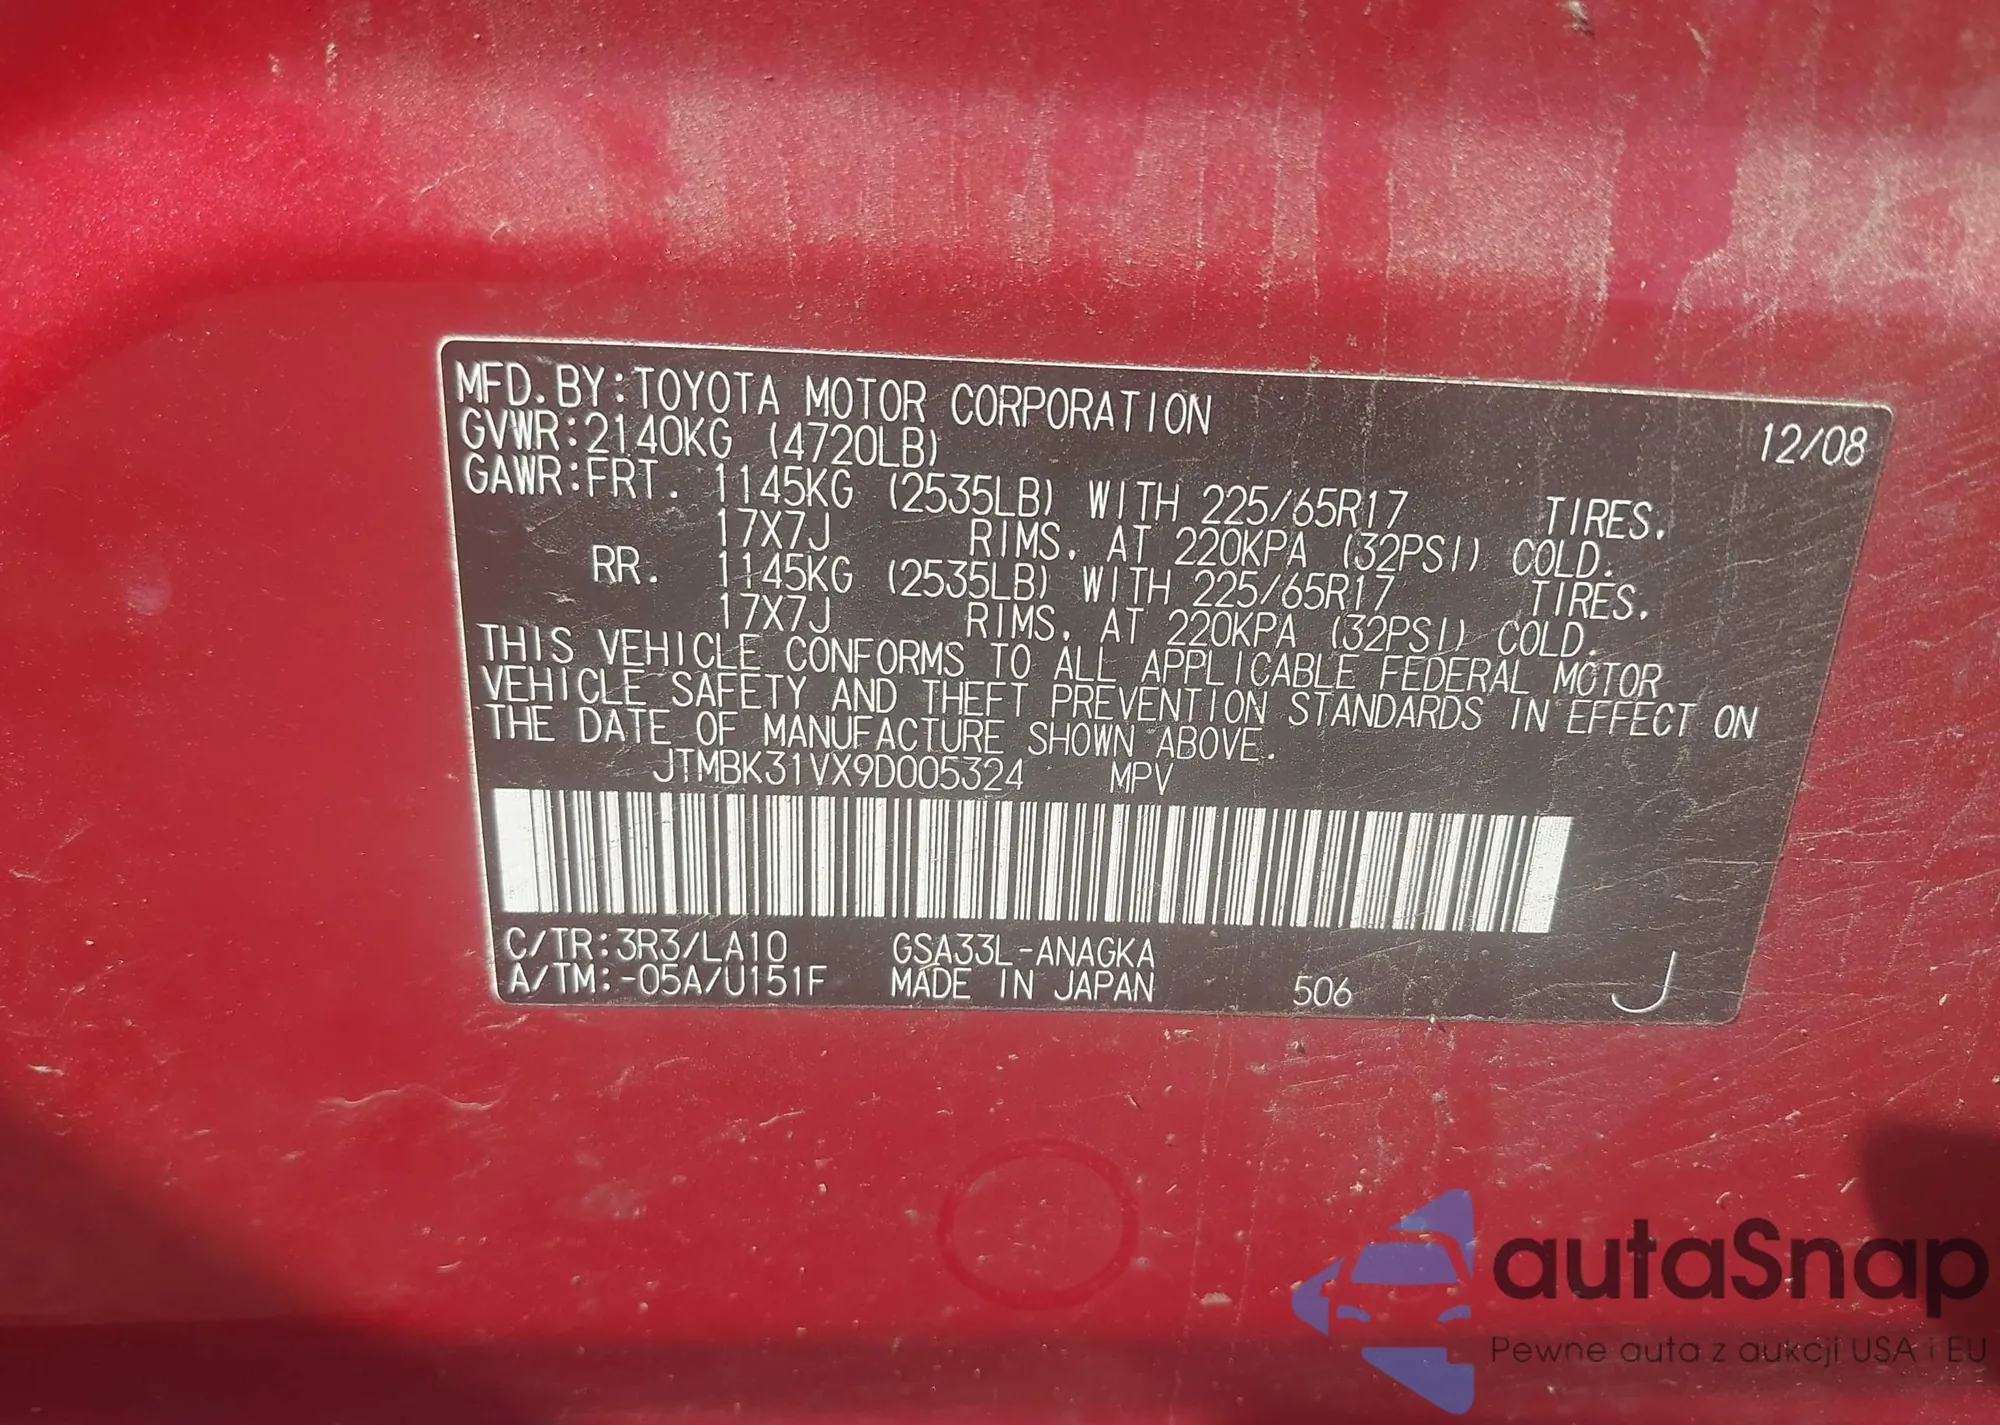 MFD. BY:TOYOTA MOTOR CORPORATION 12/08
GVWR:2140KG (4720LB)
GAWR:FRT. 1145KG (2535LB) WITH 225/65R17 TIRES.
17X7J RIMS. AT 220KPA (32PSI) COLD.
RR. 1145KG (2535LB) WITH 225/65R17 TIRES.
17X7J RIMS. AT 220KPA (32PSI) COLD.
THIS VEHICLE CONFORMS TO ALL APPLICABLE FEDERAL MOTOR
VEHICLE SAFETY AND THEFT PREVENTION STANDARDS IN EFFECT ON
THE DATE OF MANUFACTURE SHOWN ABOVE.
JTMBK31VX9D005324 MPV
C/TR:3R3/LA10 GSA33L-ANAGKA
A/TM:-05A/U151F MADE IN JAPAN 506 J
autaSnap
Pewne auta z aukcji USA i EU